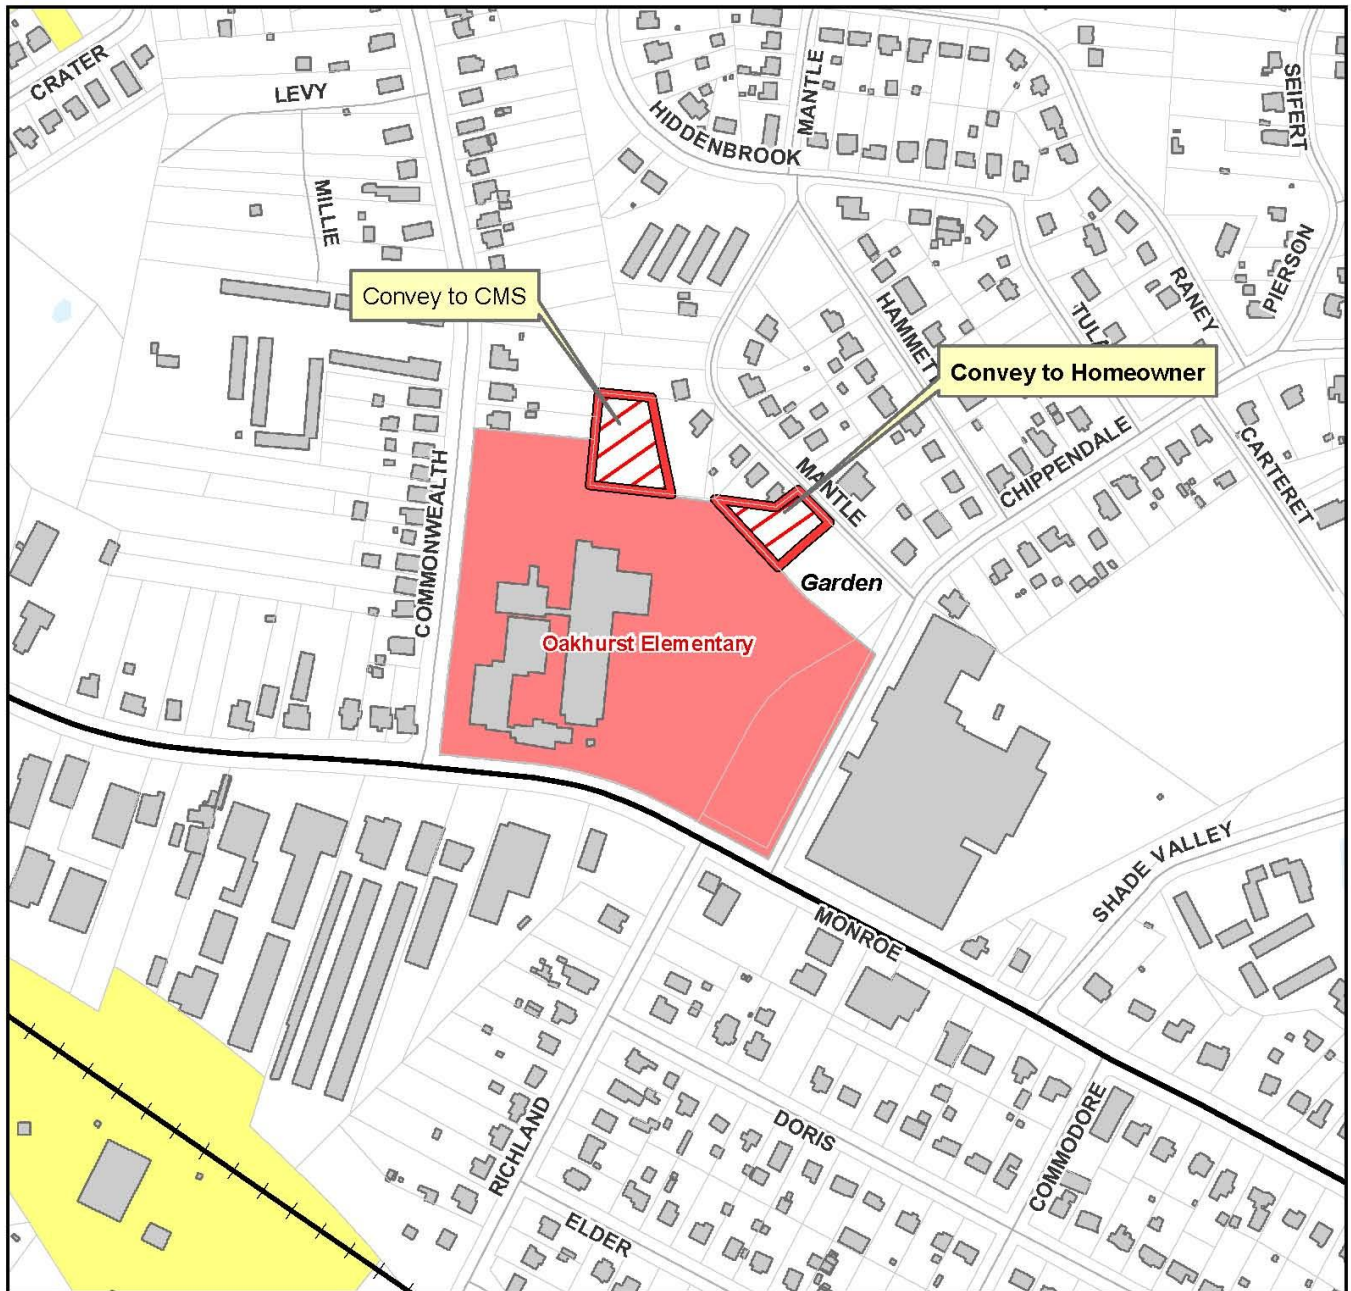 CRATER
LEVY
MILLIE
MANTLE
HIDDENBROOK
SEIFERT
PIERSON
RANEY
Convey to CMS
HAMMET
TULA
Convey to Homeowner
COMMONWEALTH
MANTLE
CHIPPENDALE
CARTERET
Garden
Oakhurst Elementary
SHADE VALLEY
MONROE
RICHLAND
DORIS
COMMODORE
ELDER